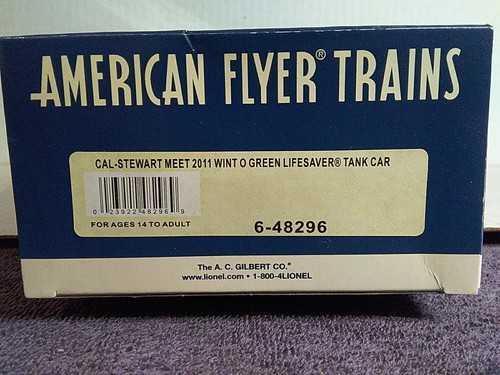 AMERICAN FLYER® TRAINS
CAL-STEWART MEET 2011 WINT O GREEN LIFESAVER® TANK CAR
0 23922 48296 9
FOR AGES 14 TO ADULT
6-48296
The A. C. GILBERT CO.®
www.lionel.com • 1-800-4LIONEL